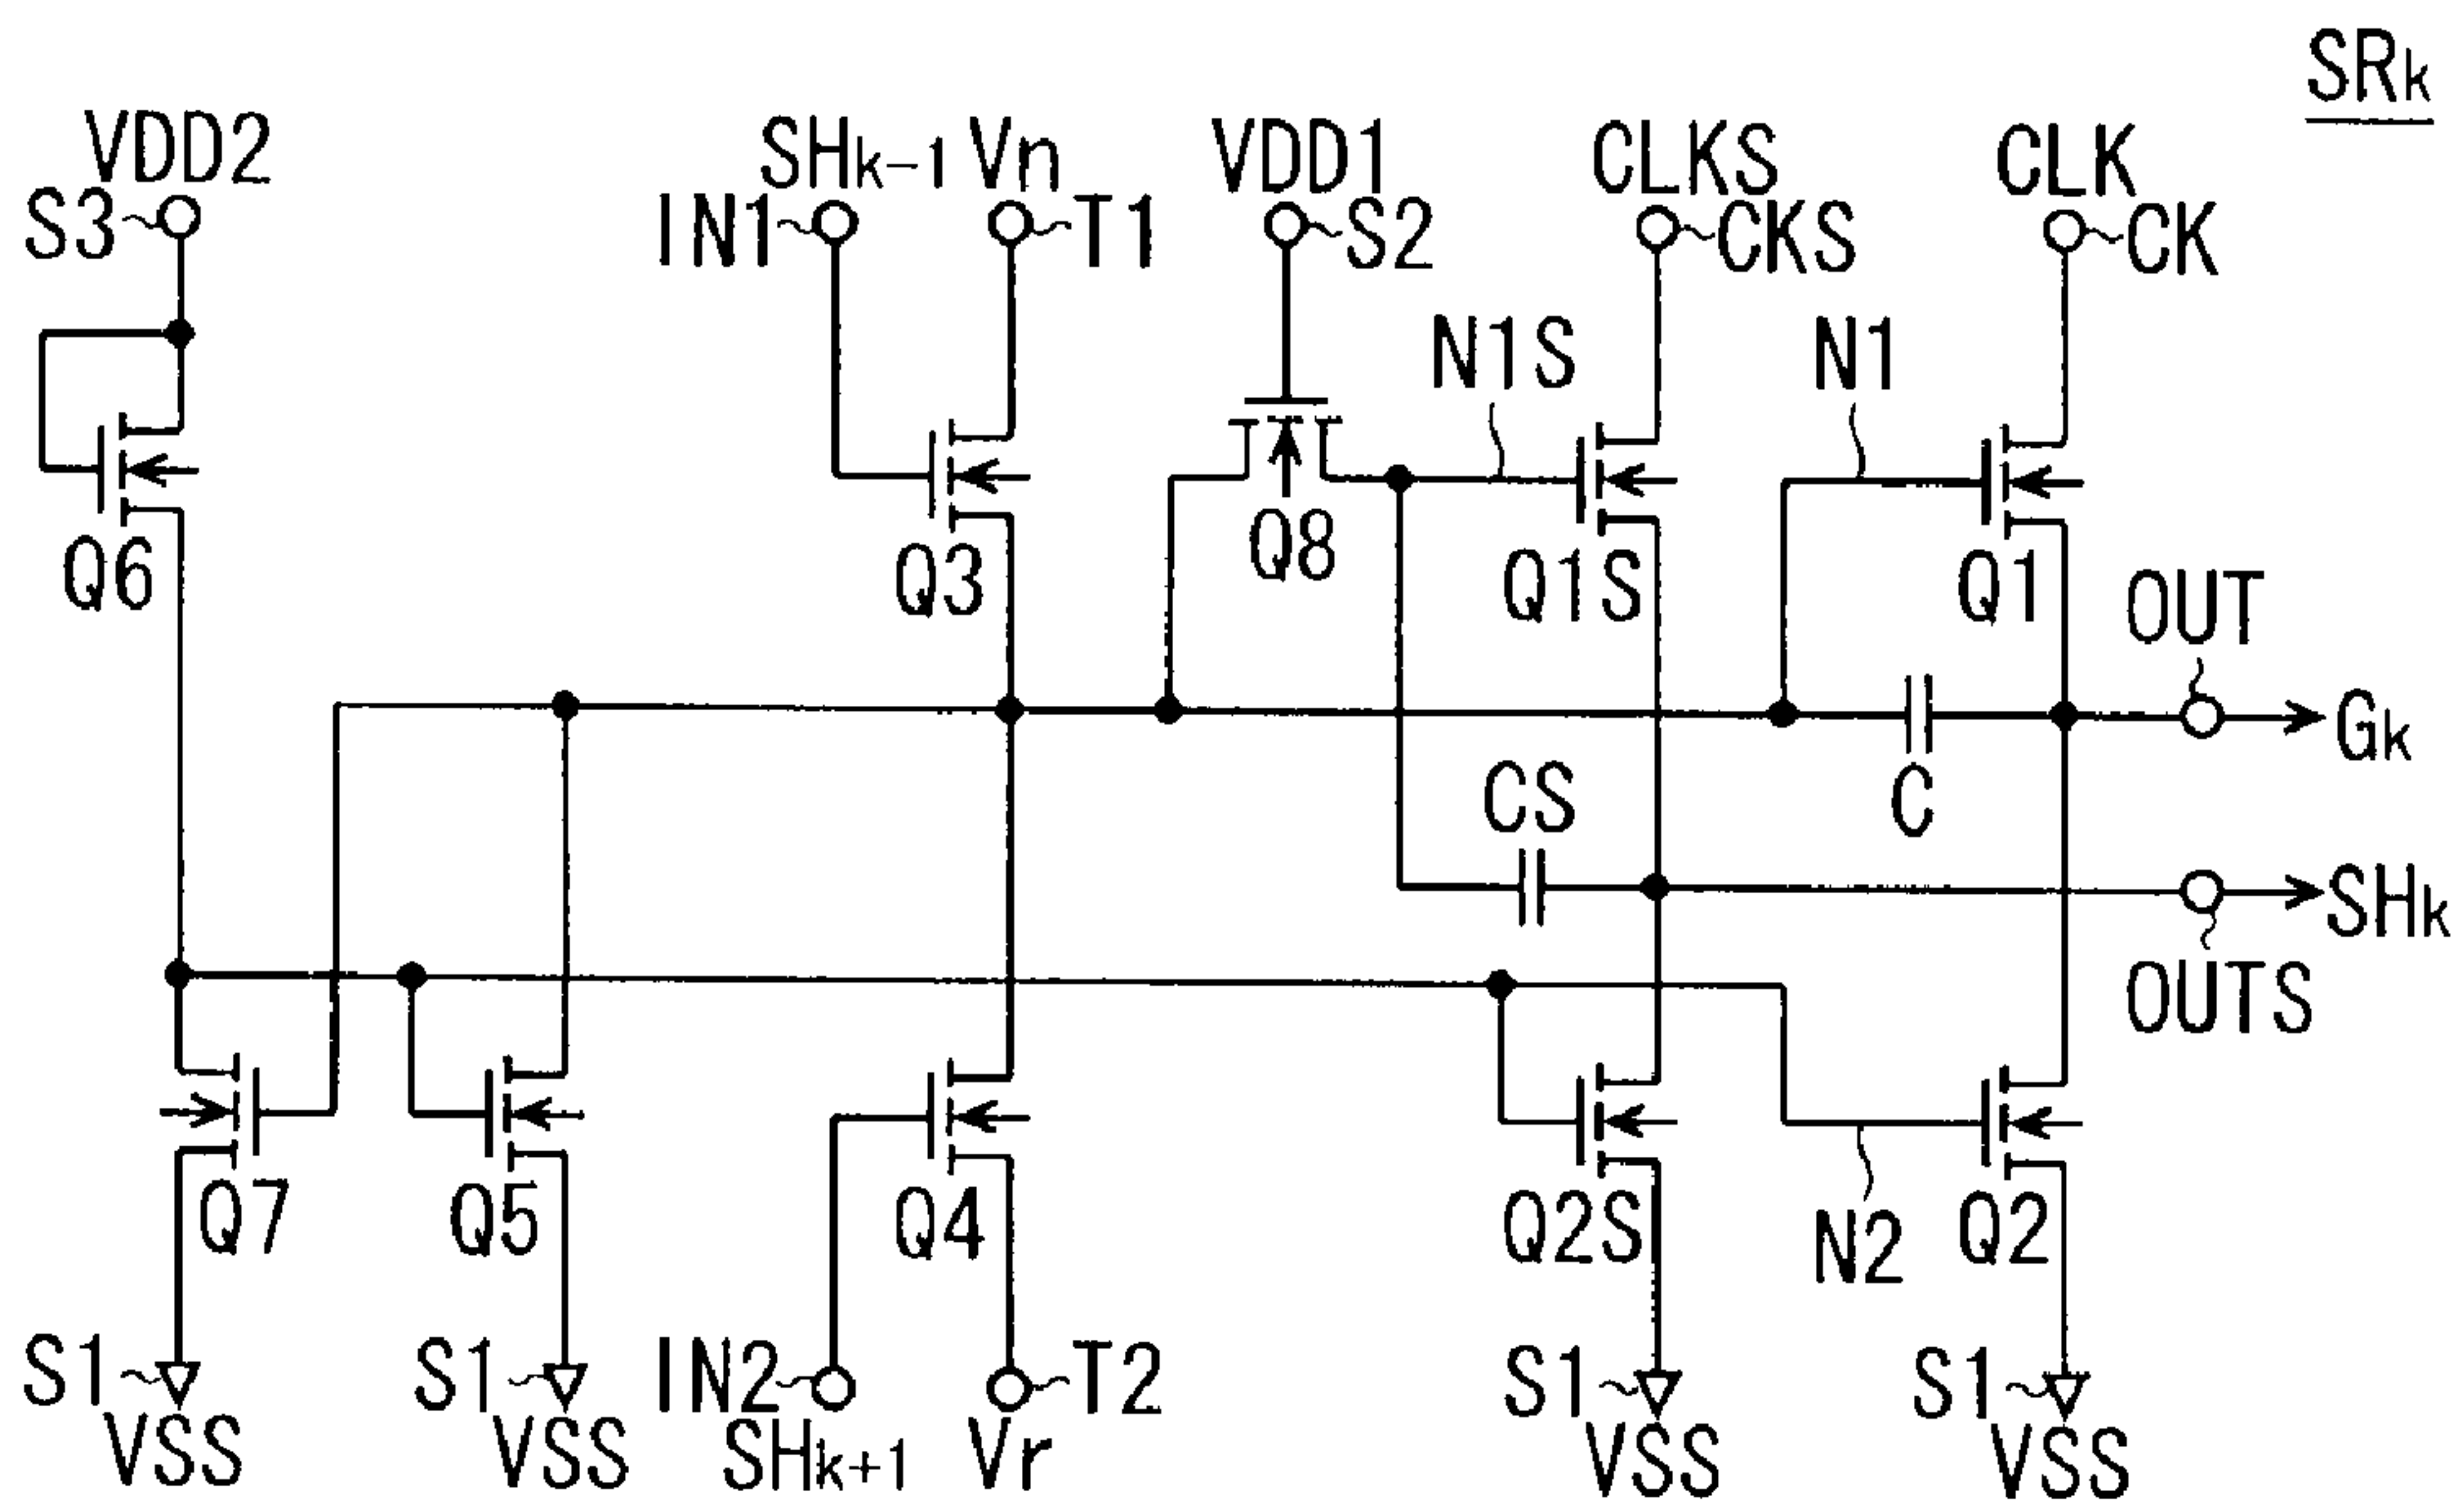 SRk
VDD2 SHk-1 Vn VDD1 CLKS CLK
S3 IN1 T1 S2 CKS CK
N1S N1
Q6 Q3 Q8 Q1S Q1 OUT
Gk
CS C
SHk
OUTS
Q7 Q5 Q4 Q2S N2 Q2
S1 S1 IN2 T2 S1 S1
VSS VSS SHk+1 Vr VSS VSS